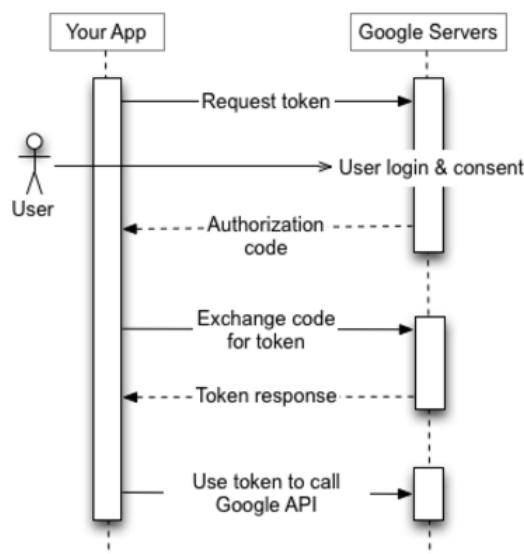 Your App
Google Servers
Request token
User login & consent
User
Authorization
code
Exchange code
for token
Token response
Use token to call
Google API